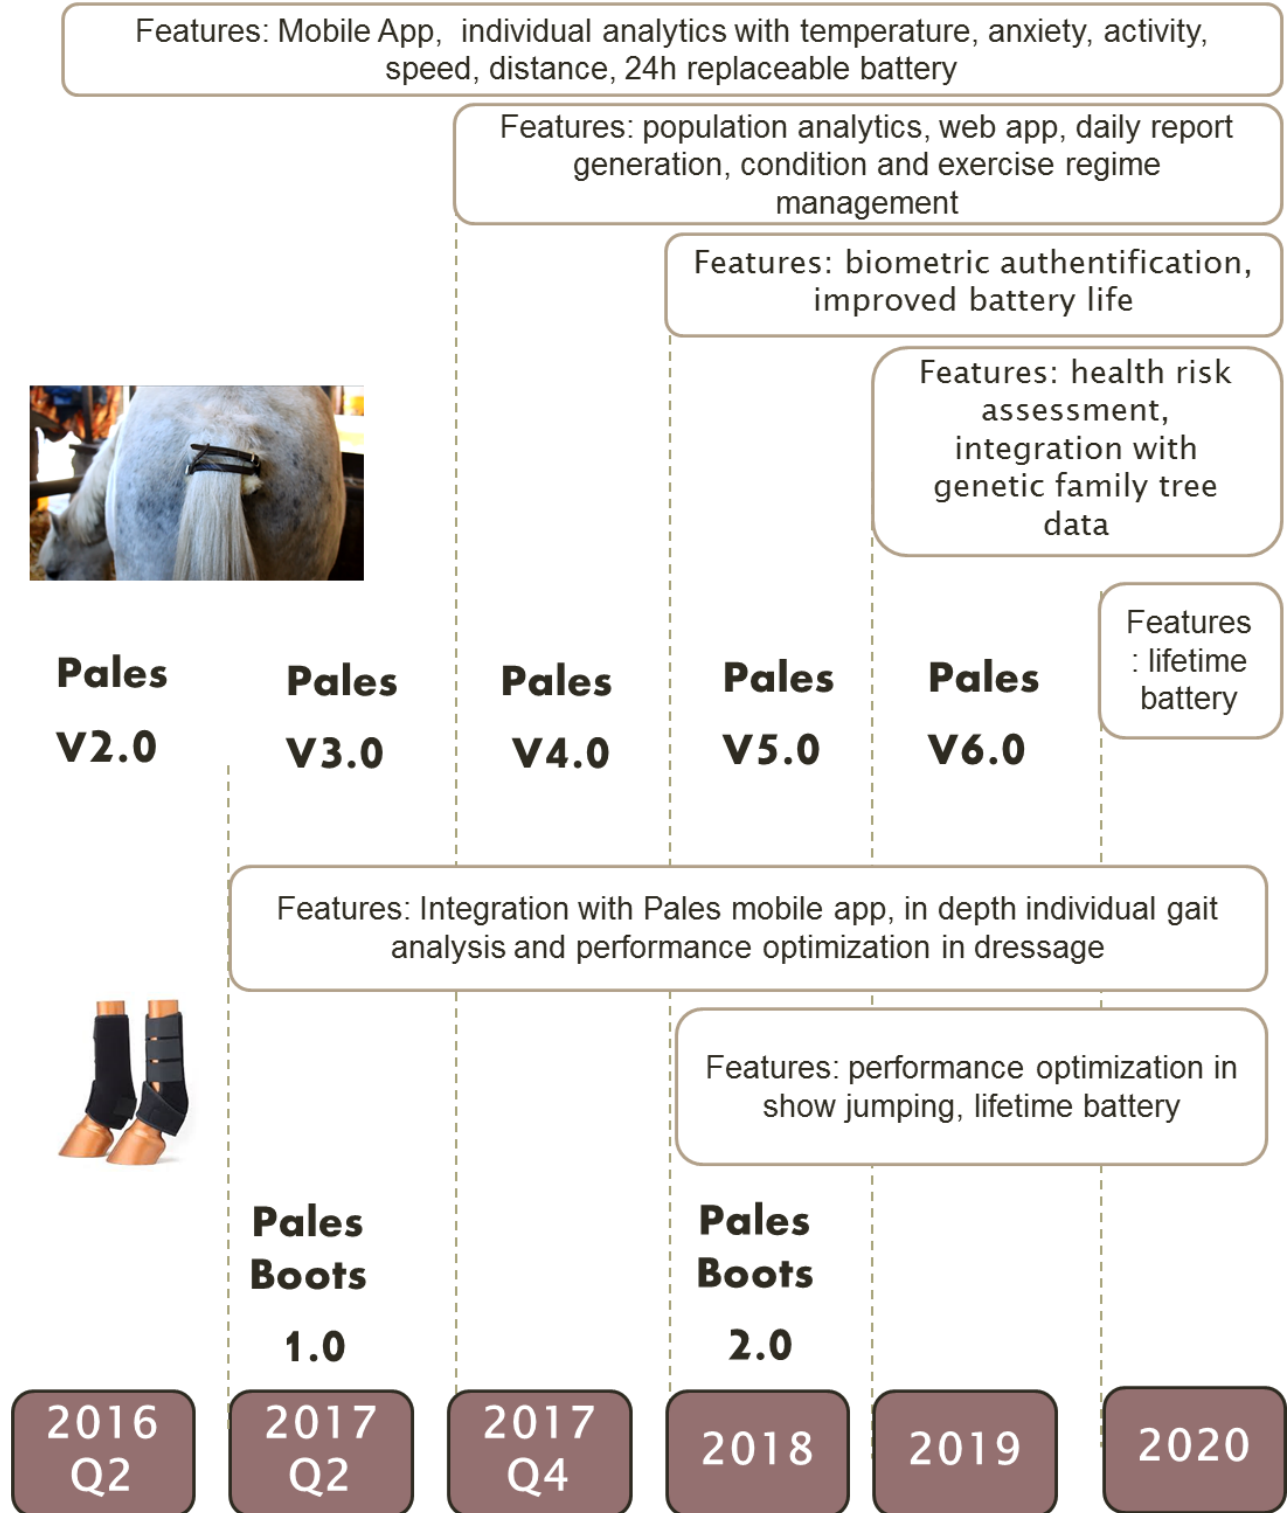 Features: Mobile App, individual analytics with temperature, anxiety, activity,
speed, distance, 24h replaceable battery
Features: population analytics, web app, daily report
generation, condition and exercise regime
management
Features: biometric authentification,
improved battery life
Features: health risk
assessment,
integration with
genetic family tree
data
Features
: lifetime
battery
Pales
V2.0
Pales
V3.0
Pales
V4.0
Pales
V5.0
Pales
V6.0
Features: Integration with Pales mobile app, in depth individual gait
analysis and performance optimization in dressage
Features: performance optimization in
show jumping, lifetime battery
Pales
Boots
1.0
Pales
Boots
2.0
2016
Q2
2017
Q2
2017
Q4
2018
2019
2020